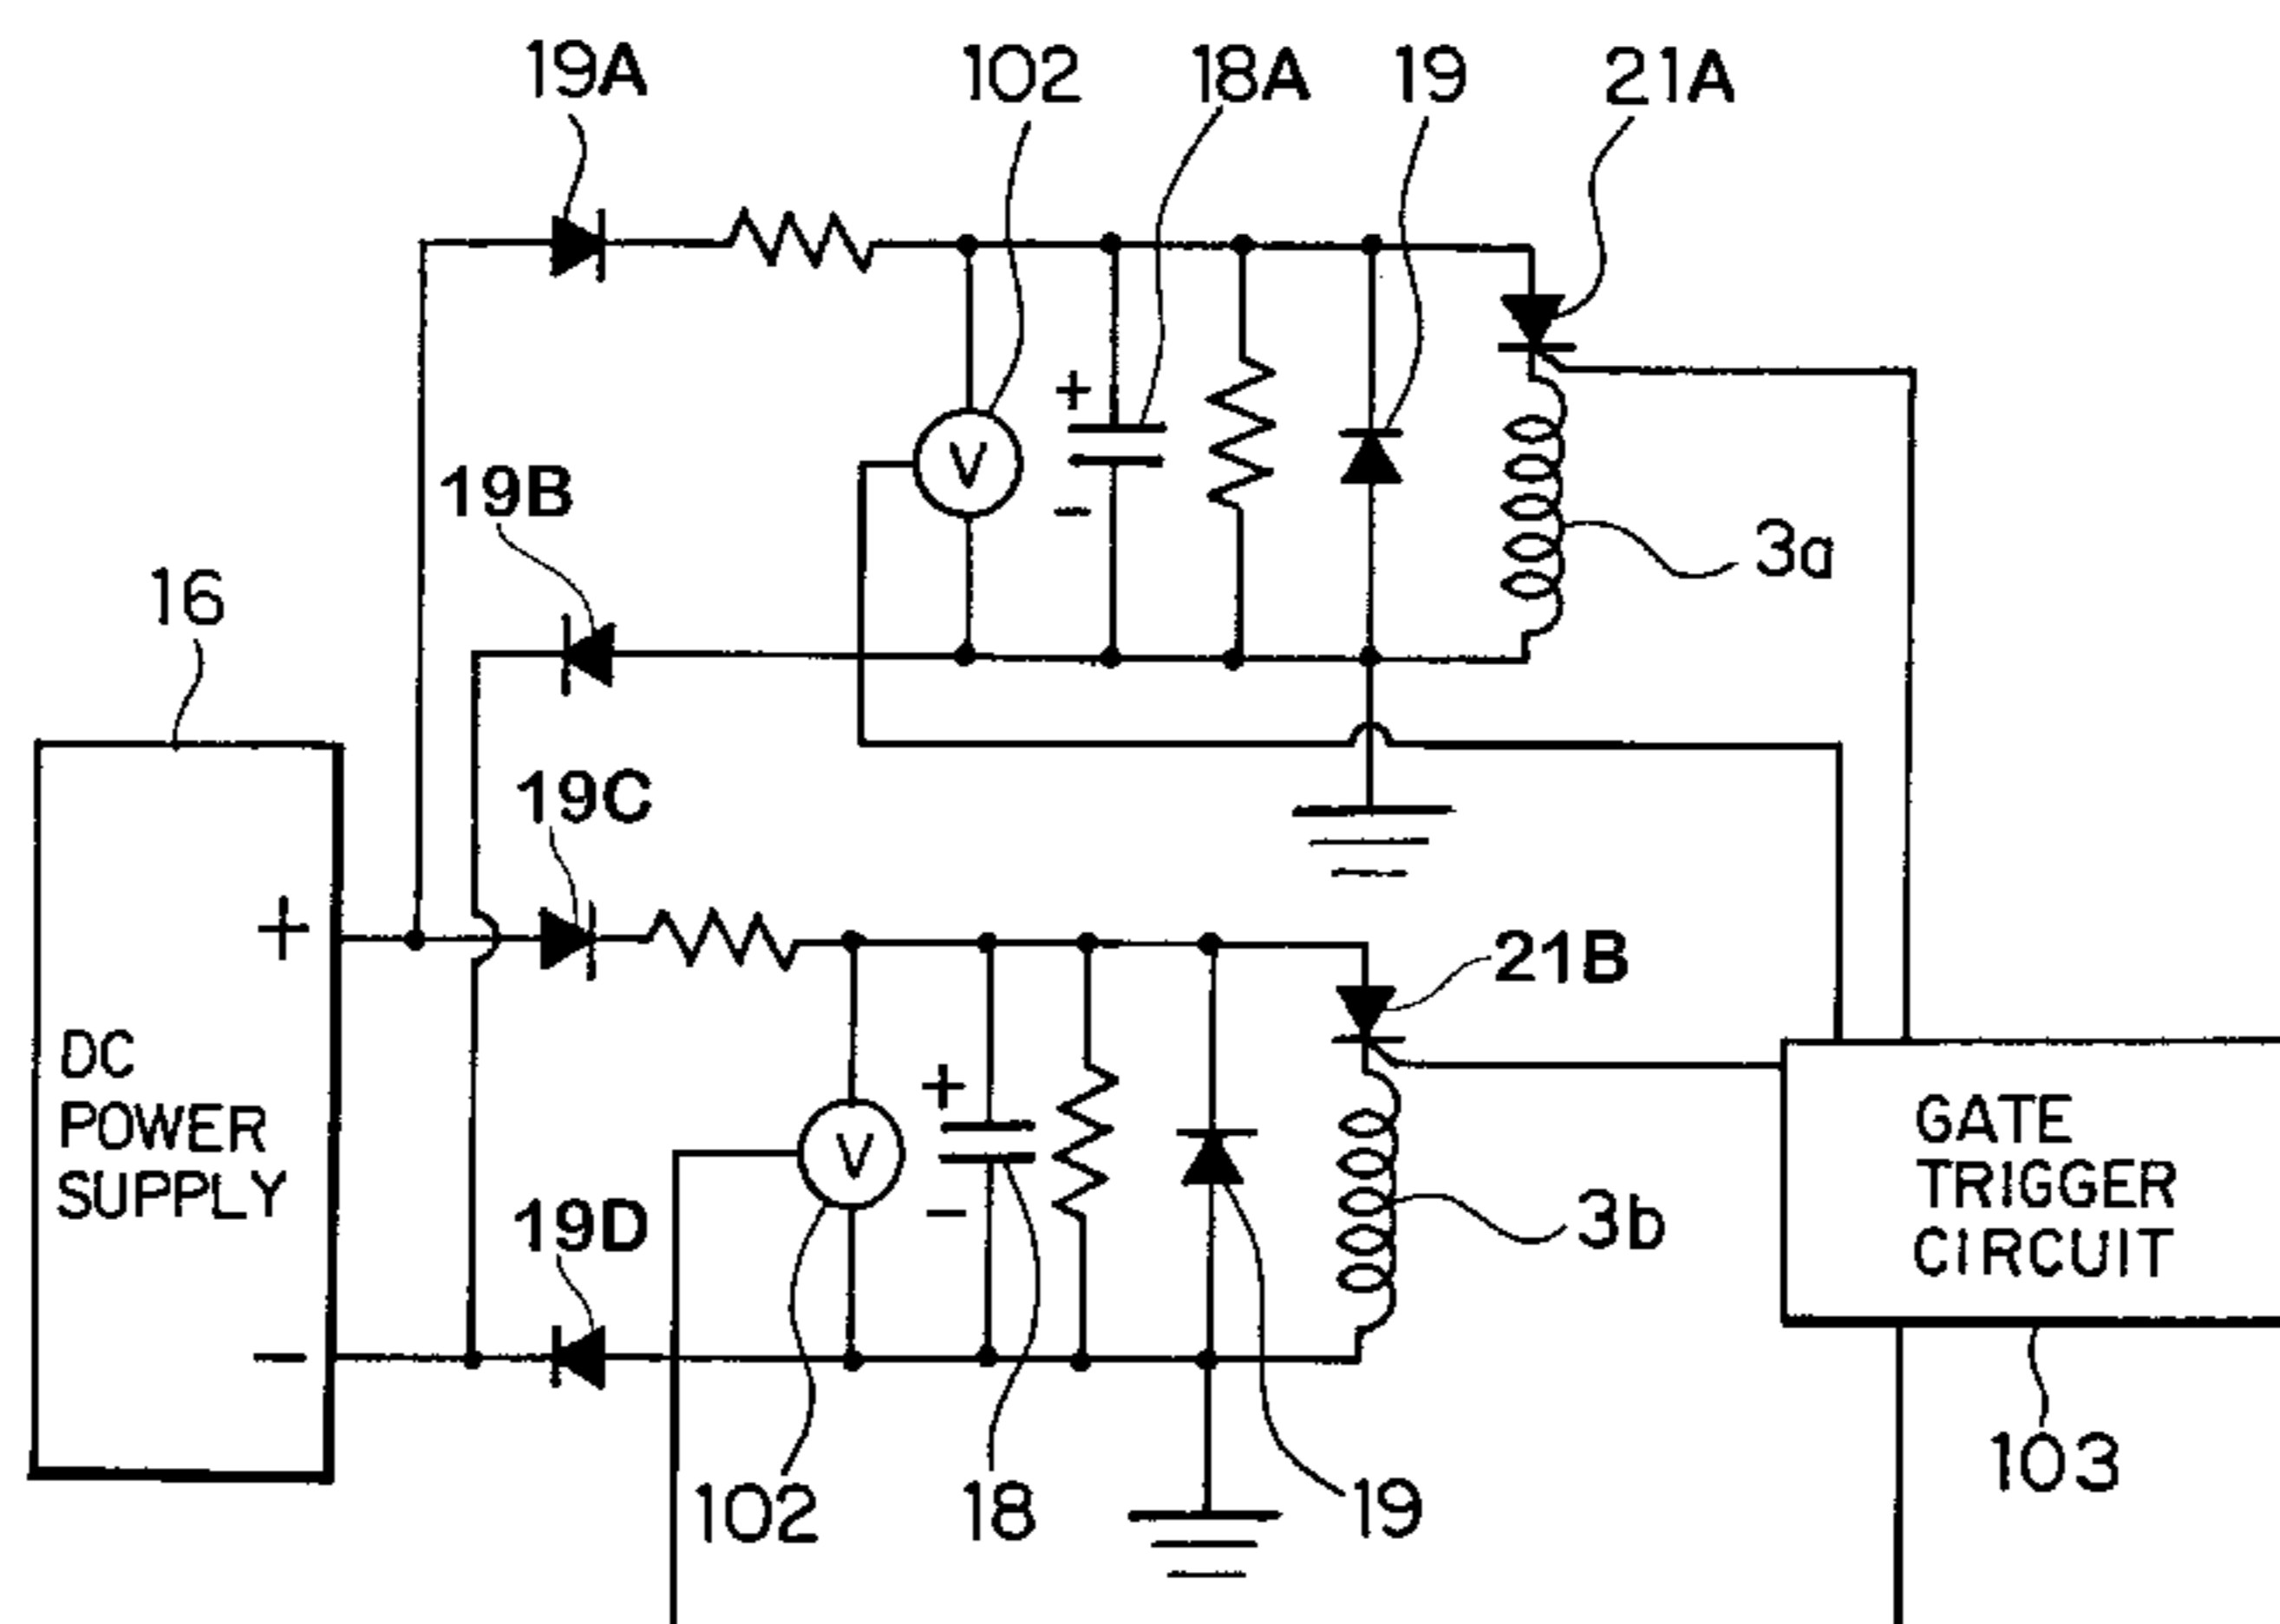 19A 102 18A 19 21A
+
V
19B
-
3a
16
19C
+
21B
DC
POWER
SUPPLY
+
V
GATE
TRIGGER
CIRCUIT
19D
-
3b
-
102 18 19 103